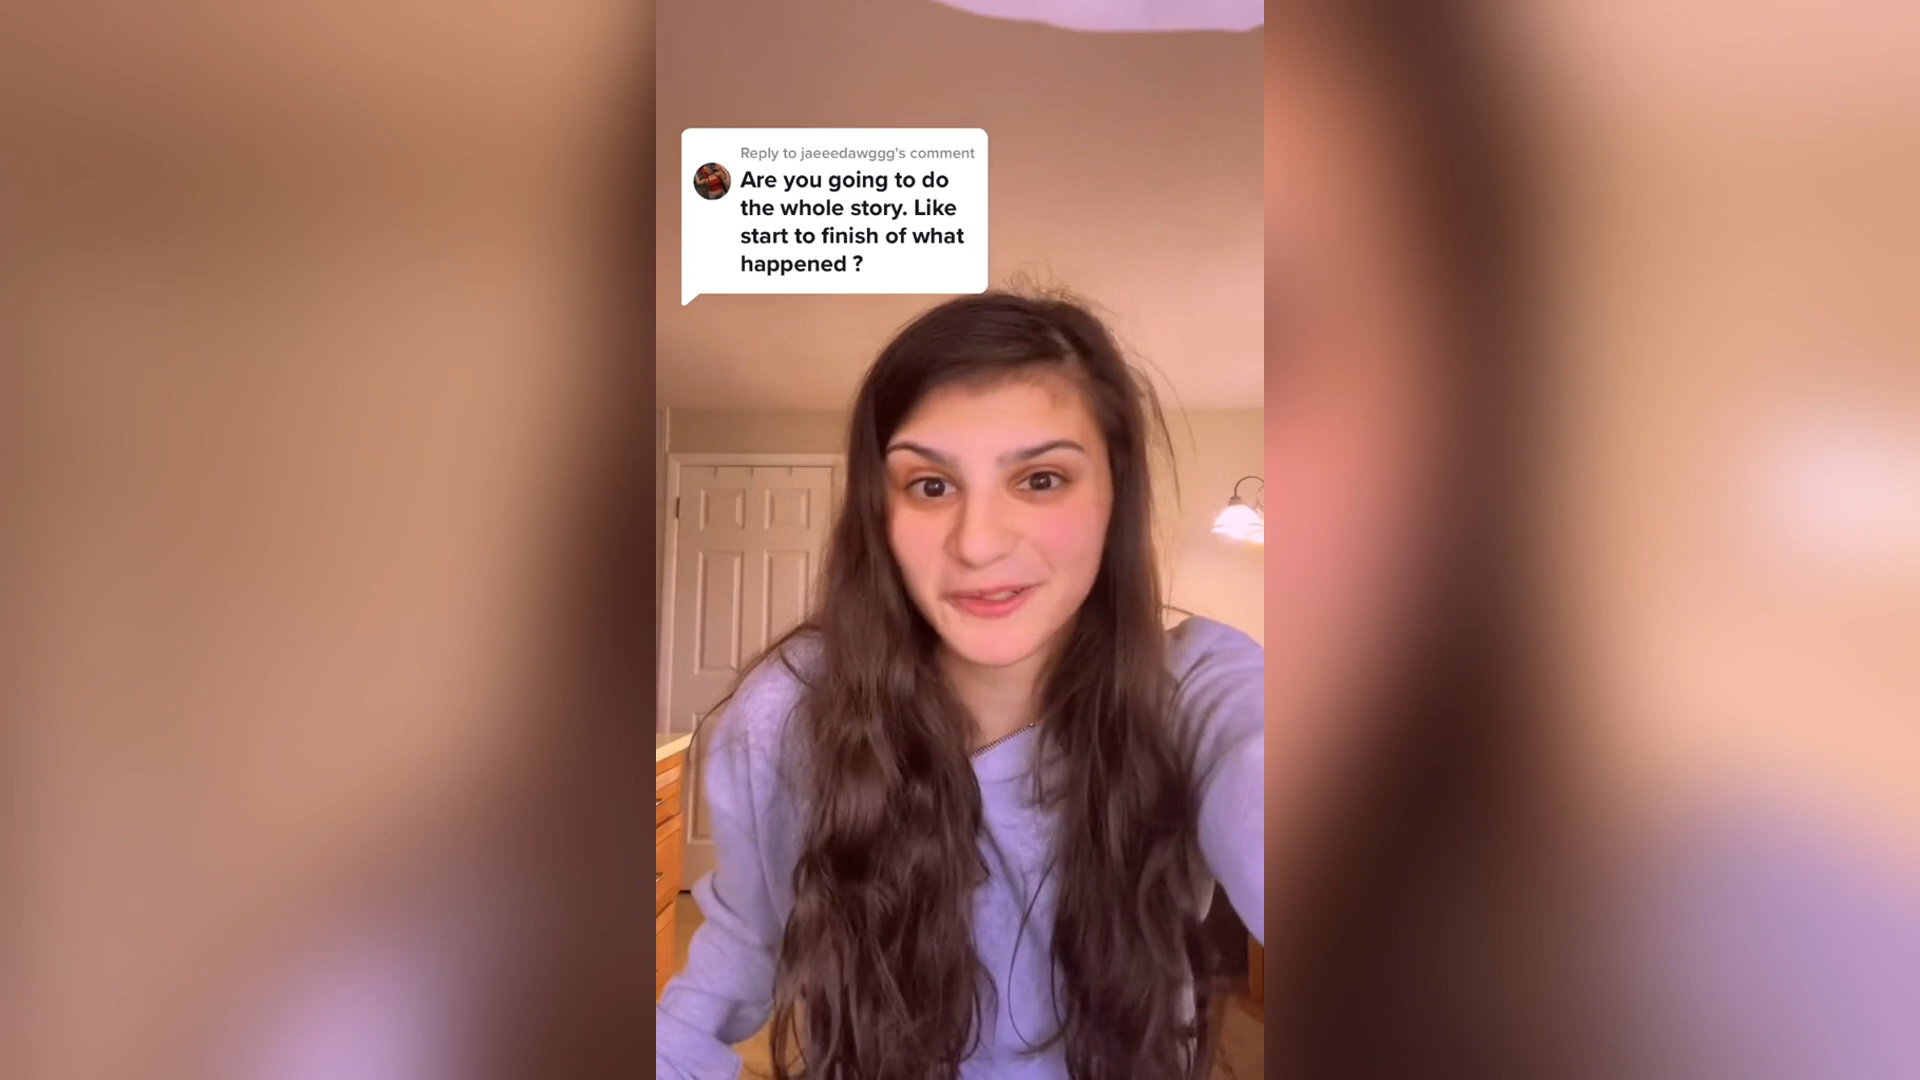 Reply to jaeeedawggg's comment
Are you going to do
the whole story. Like
start to finish of what
happened ?